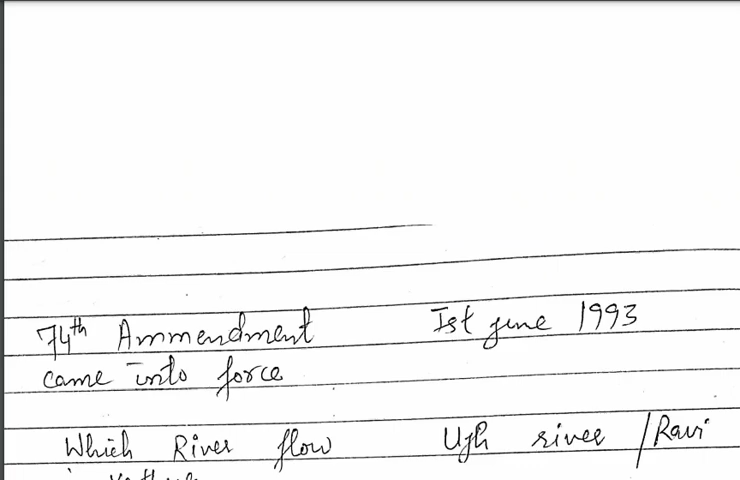 74th Ammendment Ist june 1993
came into force
Which River flow Ujh river / Ravi